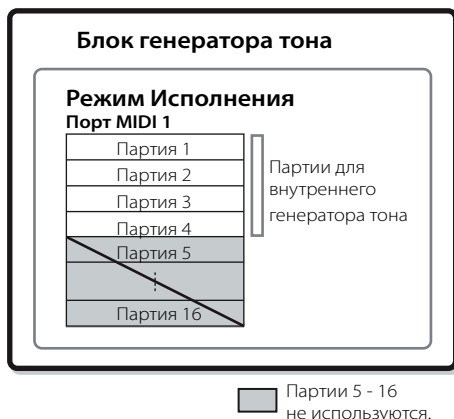 Блок генератора тона
Режим Исполнения
Порт MIDI 1
Партия 1
Партия 2
Партия 3
Партия 4
Партия 5
Партия 16
Партии для
внутреннего
генератора тона
Партии 5 - 16
не используются.